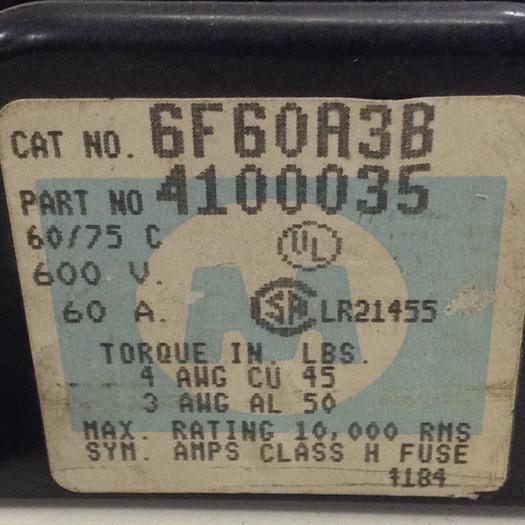 CAT NO. 6F60A3B
PART NO 4100035
60/75 C
UL
600 V.
60 A.
SA LR21455
TORQUE IN. LBS.
4 AWG CU 45
3 AWG AL 50
MAX. RATING 10,000 RMS
SYM. AMPS CLASS H FUSE
1184
M